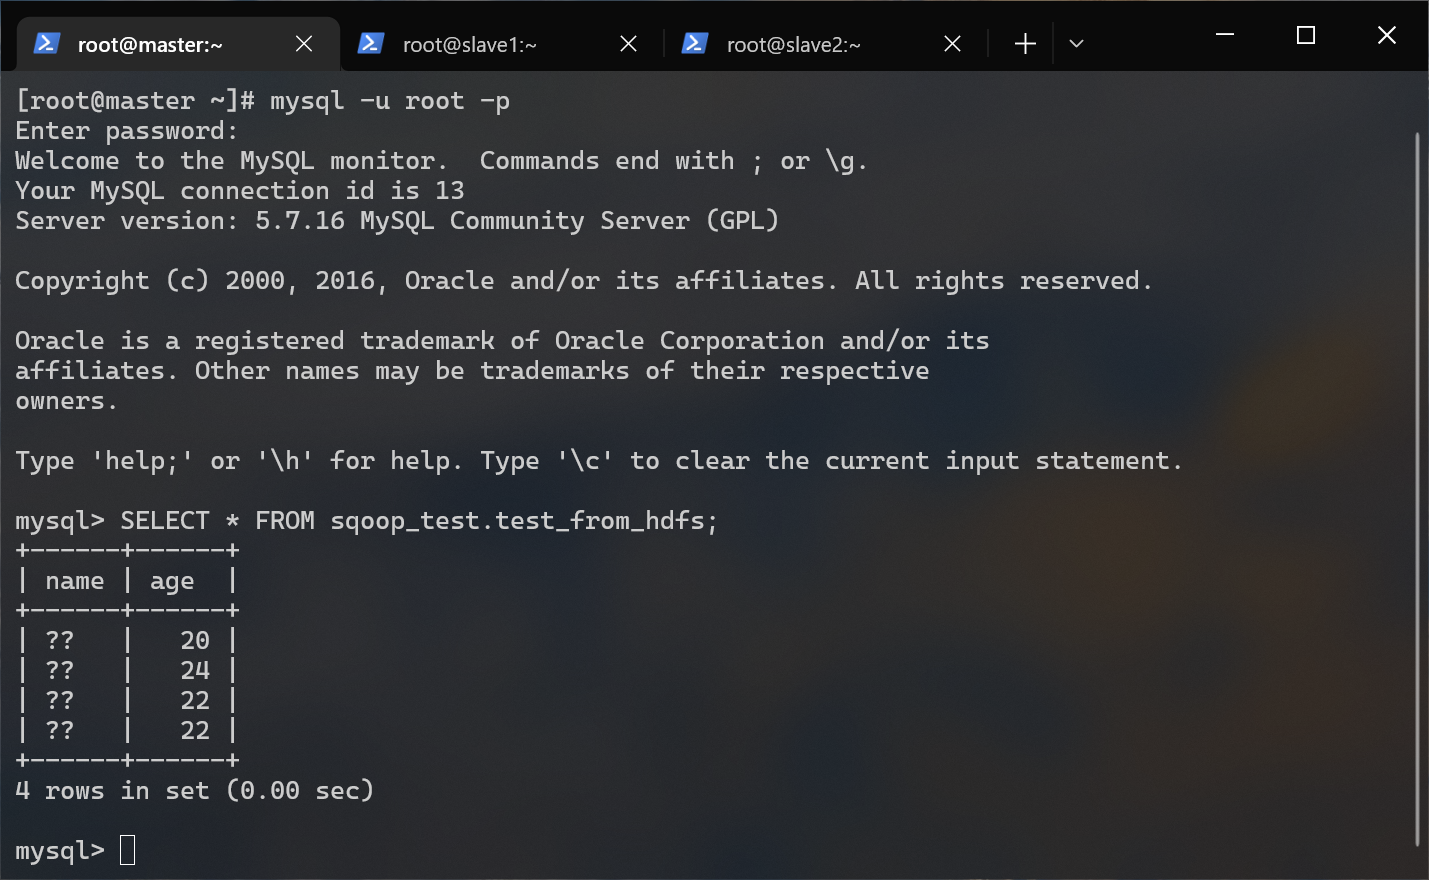 root@master:~ root@slave1:~ root@slave2:~
[root@master ~]# mysql -u root -p
Enter password:
Welcome to the MySQL monitor.  Commands end with ; or \g.
Your MySQL connection id is 13
Server version: 5.7.16 MySQL Community Server (GPL)
Copyright (c) 2000, 2016, Oracle and/or its affiliates. All rights reserved.
Oracle is a registered trademark of Oracle Corporation and/or its
affiliates. Other names may be trademarks of their respective
owners.
Type 'help;' or '\h' for help. Type '\c' to clear the current input statement.
mysql> SELECT * FROM sqoop_test.test_from_hdfs;
+------+------+
| name | age  |
+------+------+
| ??   |   20 |
| ??   |   24 |
| ??   |   22 |
| ??   |   22 |
+------+------+
4 rows in set (0.00 sec)
mysql>